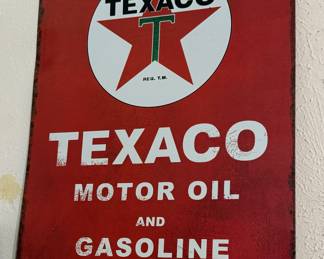 TEXACO
T
REG. T.M.
TEXACO
MOTOR OIL
AND
GASOLINE